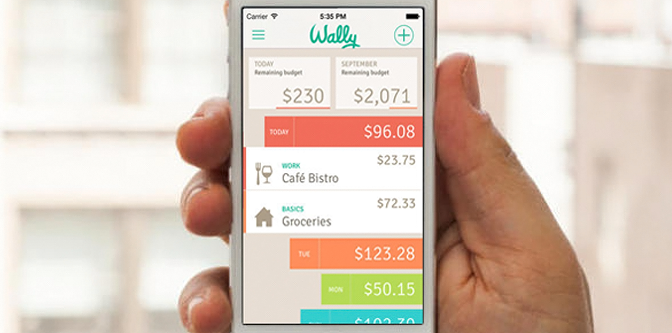 Carrier 5:35 PM
Wally
TODAY
Remaining budget
$230
SEPTEMBER
Remaining budget
$2,071
TODAY $96.08
WORK
Café Bistro
$23.75
BASICS
Groceries
$72.33
TUE $123.28
MON $50.15